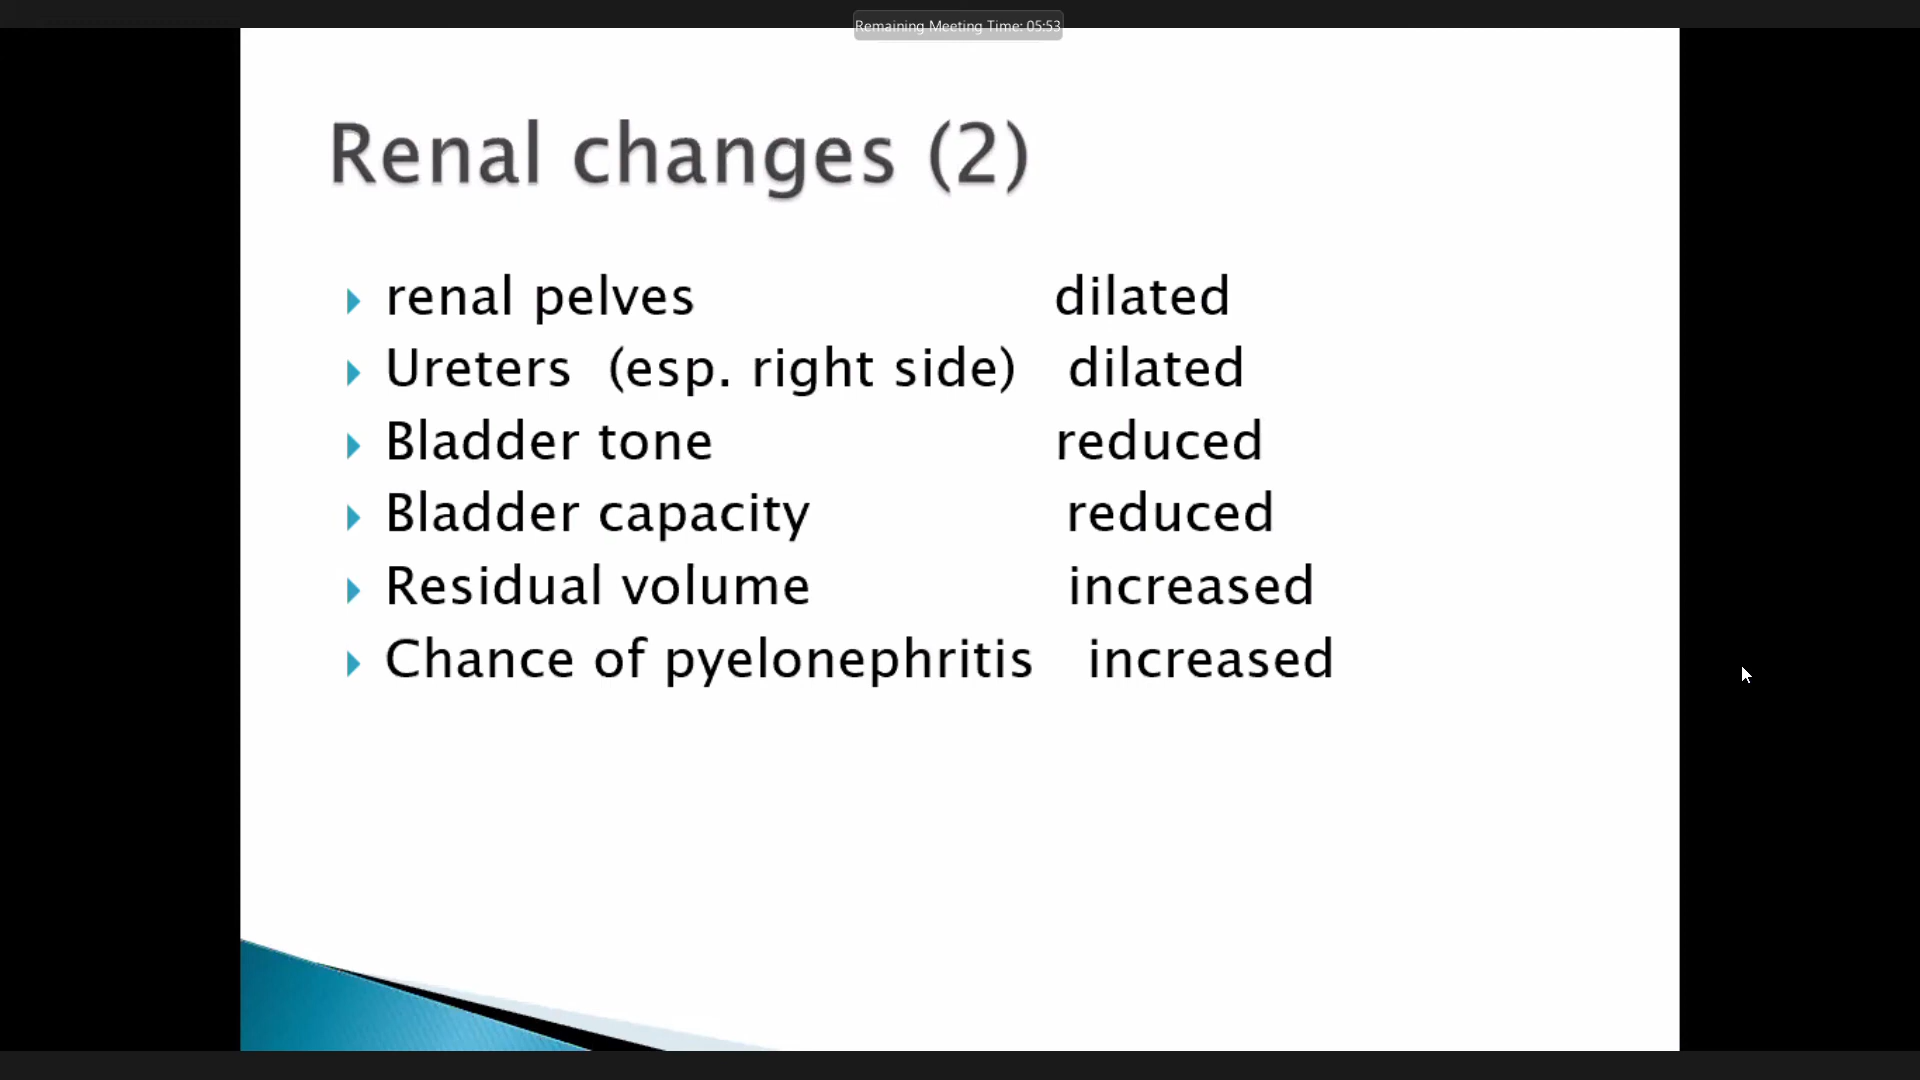 Remaining Meeting Time: 05:53
Renal changes (2)
renal pelves dilated
Ureters (esp. right side) dilated
Bladder tone reduced
Bladder capacity reduced
Residual volume increased
Chance of pyelonephritis increased